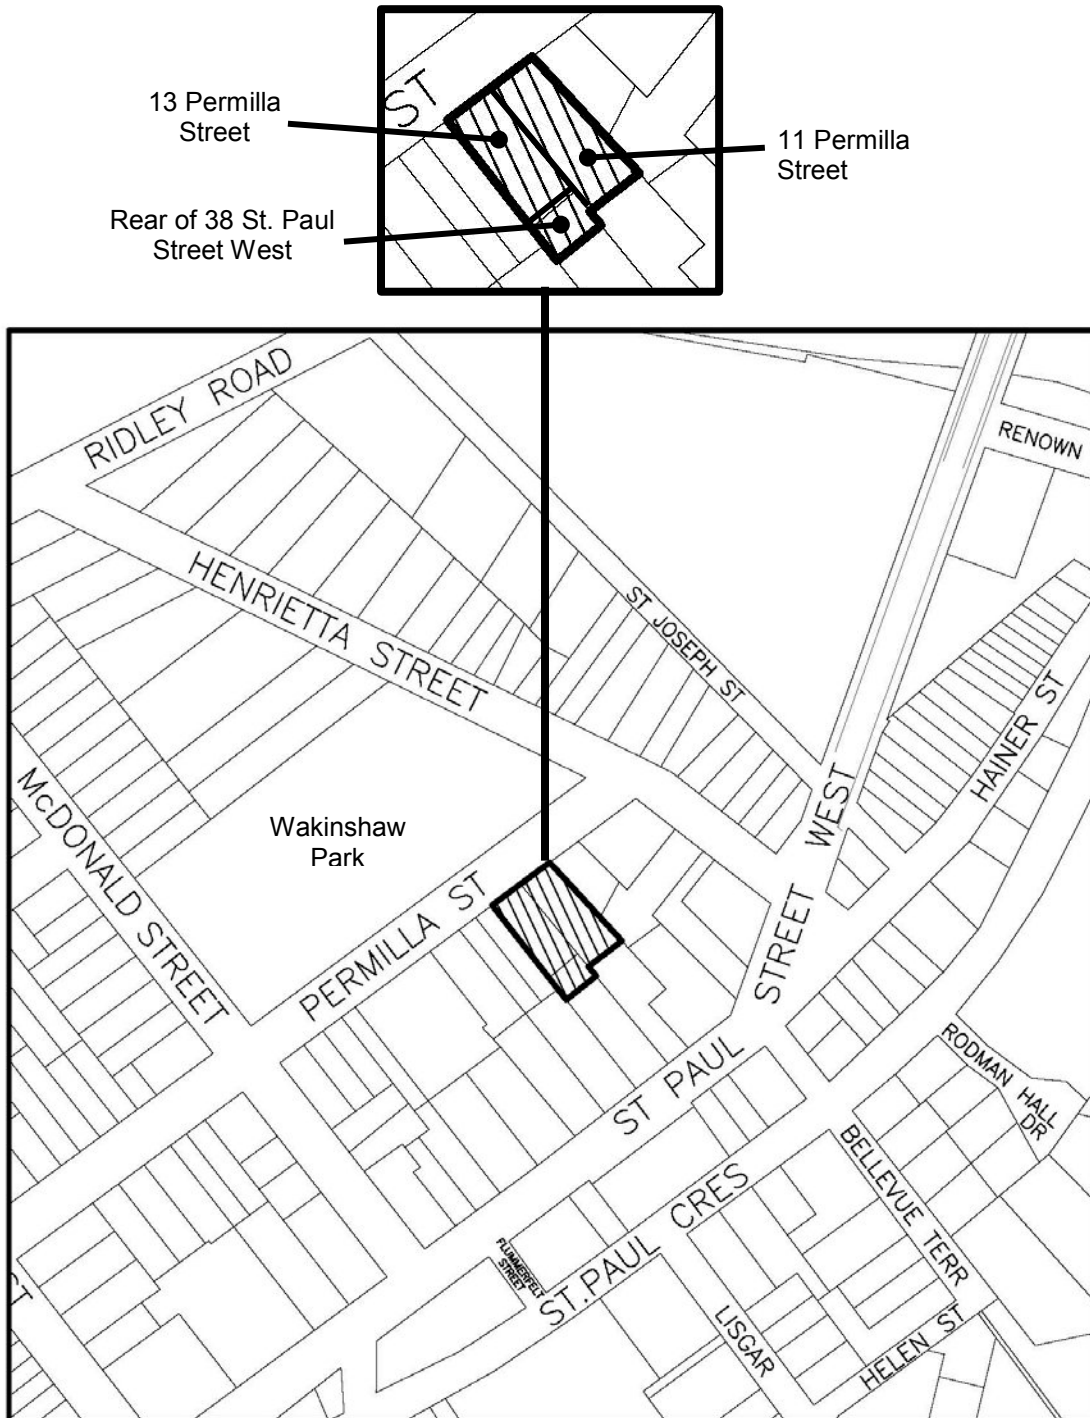 ST
13 Permilla
Street
11 Permilla
Street
Rear of 38 St. Paul
Street West
RIDLEY ROAD
RENOWN
HENRIETTA STREET
ST JOSEPH ST
HAINER ST
McDONALD STREET
Wakinshaw
Park
PERMILLA ST
STREET WEST
ST PAUL
RODMAN HALL
DR
BELLEVUE TERR
ST.PAUL CRES
FLUMMERFELT
STREET
LISGAR
HELEN ST
ST